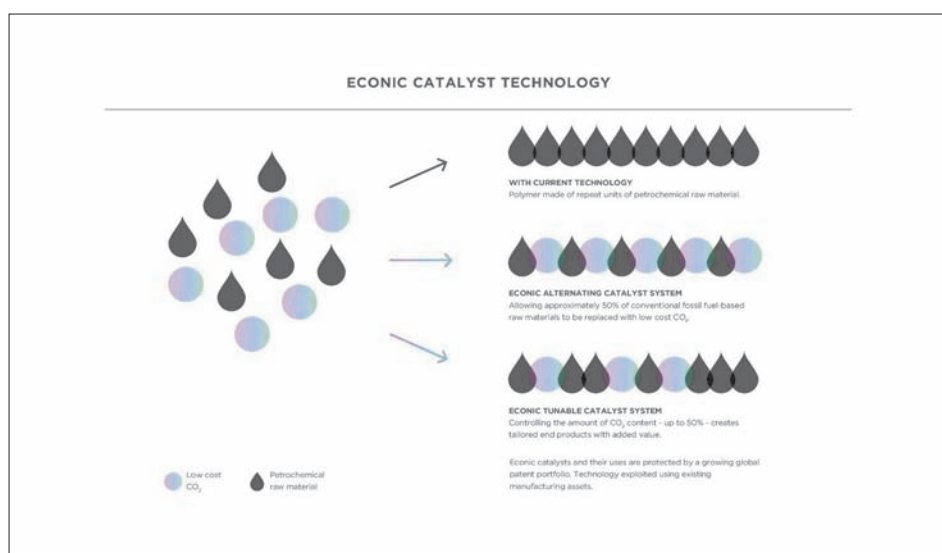 ECONIC CATALYST TECHNOLOGY
WITH CURRENT TECHNOLOGY
Polymer made of repeat units of petrochemical raw material.
ECONIC ALTERNATING CATALYST SYSTEM
Allowing approximately 50% of conventional fossil fuel-based
raw materials to be replaced with low cost CO₂.
ECONIC TUNABLE CATALYST SYSTEM
Controlling the amount of CO₂ content - up to 50% - creates
tailored end products with added value.
Econic catalysts and their uses are protected by a growing global
patent portfolio. Technology exploited using existing
manufacturing assets.
Low cost
CO₂
Petrochemical
raw material